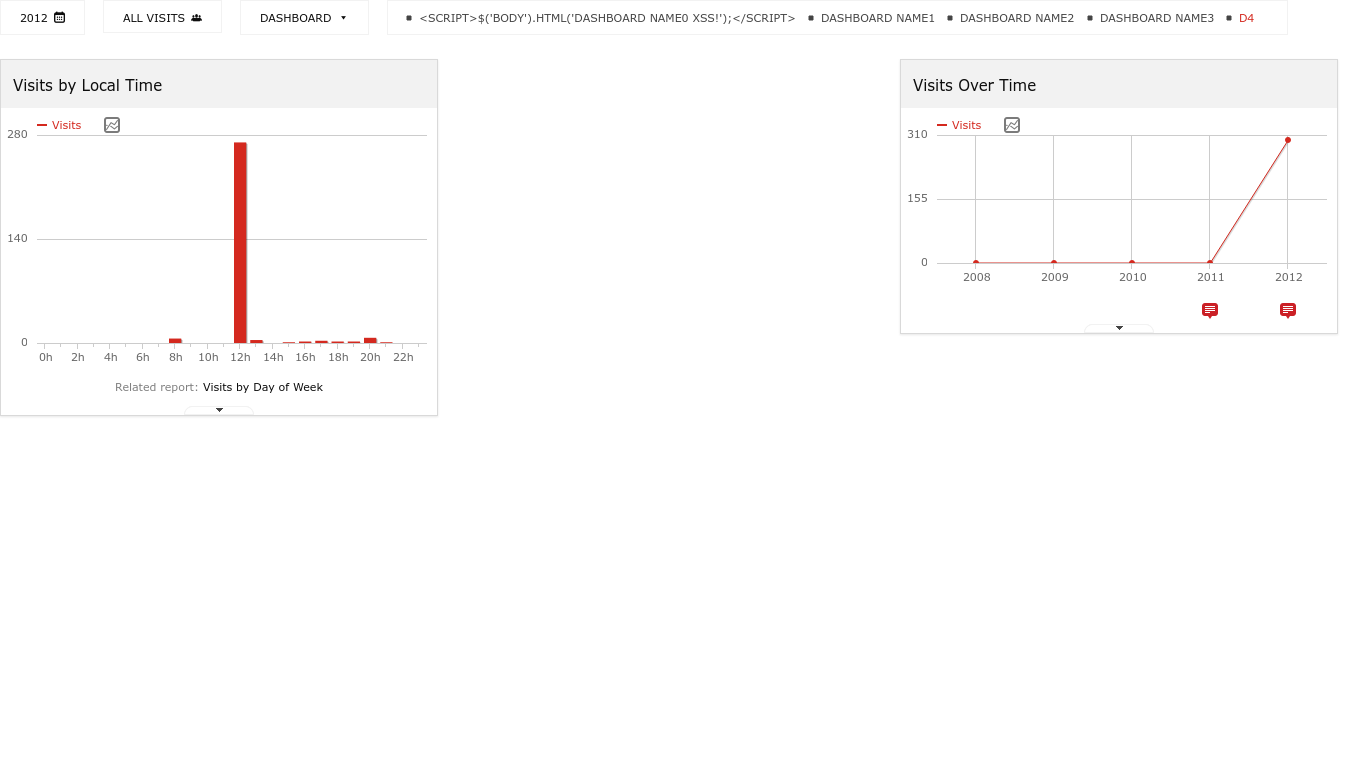 2012 ALL VISITS DASHBOARD <SCRIPT>$('BODY').HTML('DASHBOARD NAME0 XSS!');</SCRIPT> DASHBOARD NAME1 DASHBOARD NAME2 DASHBOARD NAME3 D4
Visits by Local Time
Visits
280
140
0
0h 2h 4h 6h 8h 10h 12h 14h 16h 18h 20h 22h
Related report: Visits by Day of Week
Visits Over Time
Visits
310
155
0
2008 2009 2010 2011 2012